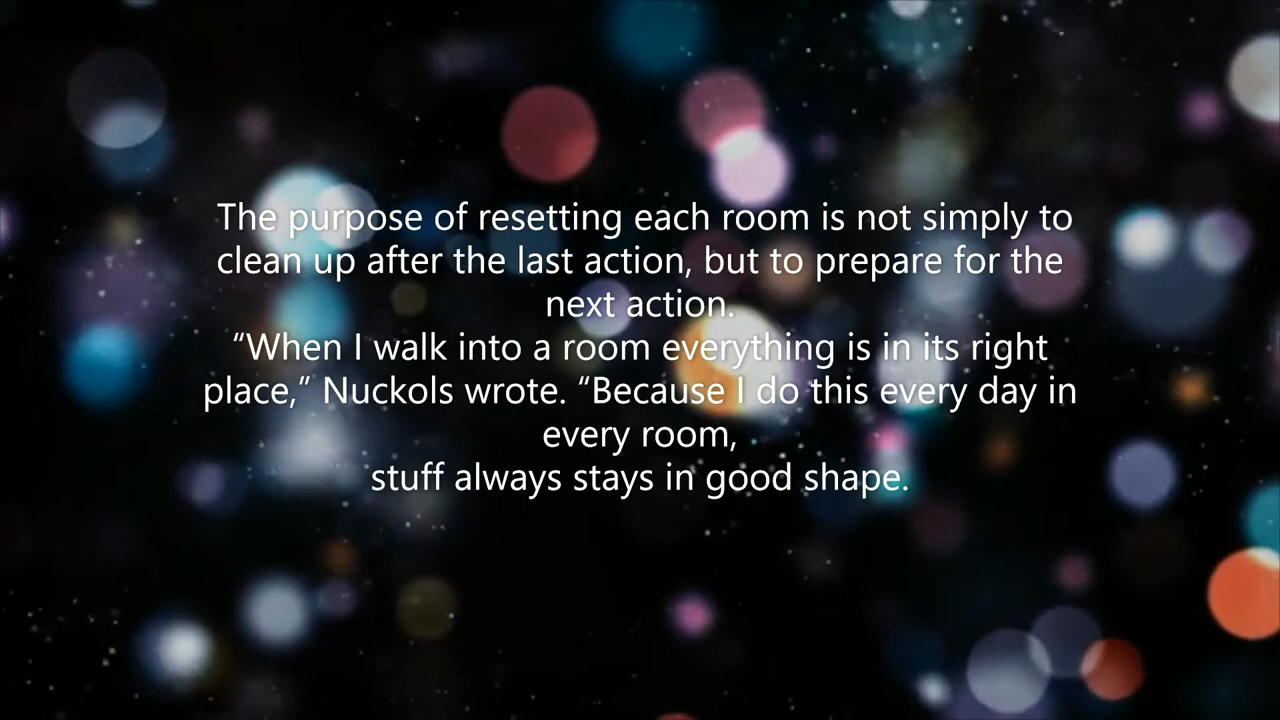 The purpose of resetting each room is not simply to
clean up after the last action, but to prepare for the
next action.
“When I walk into a room everything is in its right
place,” Nuckols wrote. “Because I do this every day in
every room,
stuff always stays in good shape.